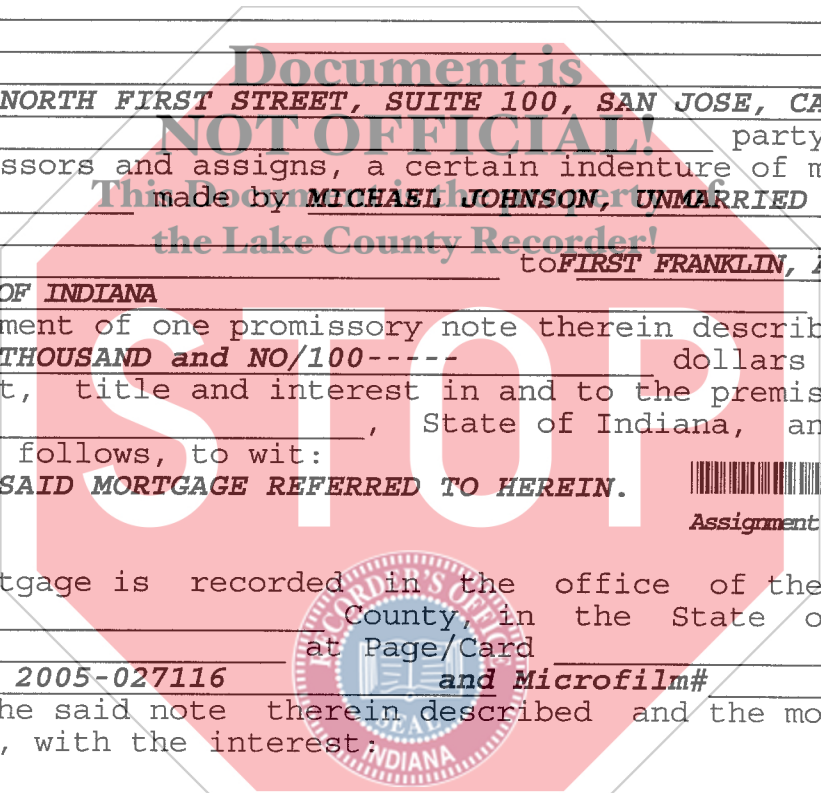 Document is
NORTH FIRST STREET, SUITE 100, SAN JOSE, CA
NOT OFFICIAL!
party
ssors and assigns, a certain indenture of m
This Document is the property of
made by MICHAEL JOHNSON, UNMARRIED
the Lake County Recorder!
to FIRST FRANKLIN, A
OF INDIANA
ment of one promissory note therein describ
THOUSAND and NO/100-----
dollars
t, title and interest in and to the premis
, State of Indiana, an
follows, to wit:
SAID MORTGAGE REFERRED TO HEREIN.
Assignment
STOP
tgage is recorded in the office of the
County, in the State o
at Page/Card
2005-027116 and Microfilm#
he said note therein described and the mo
, with the interest:
RECORDER'S OFFICE
SEAL
INDIANA